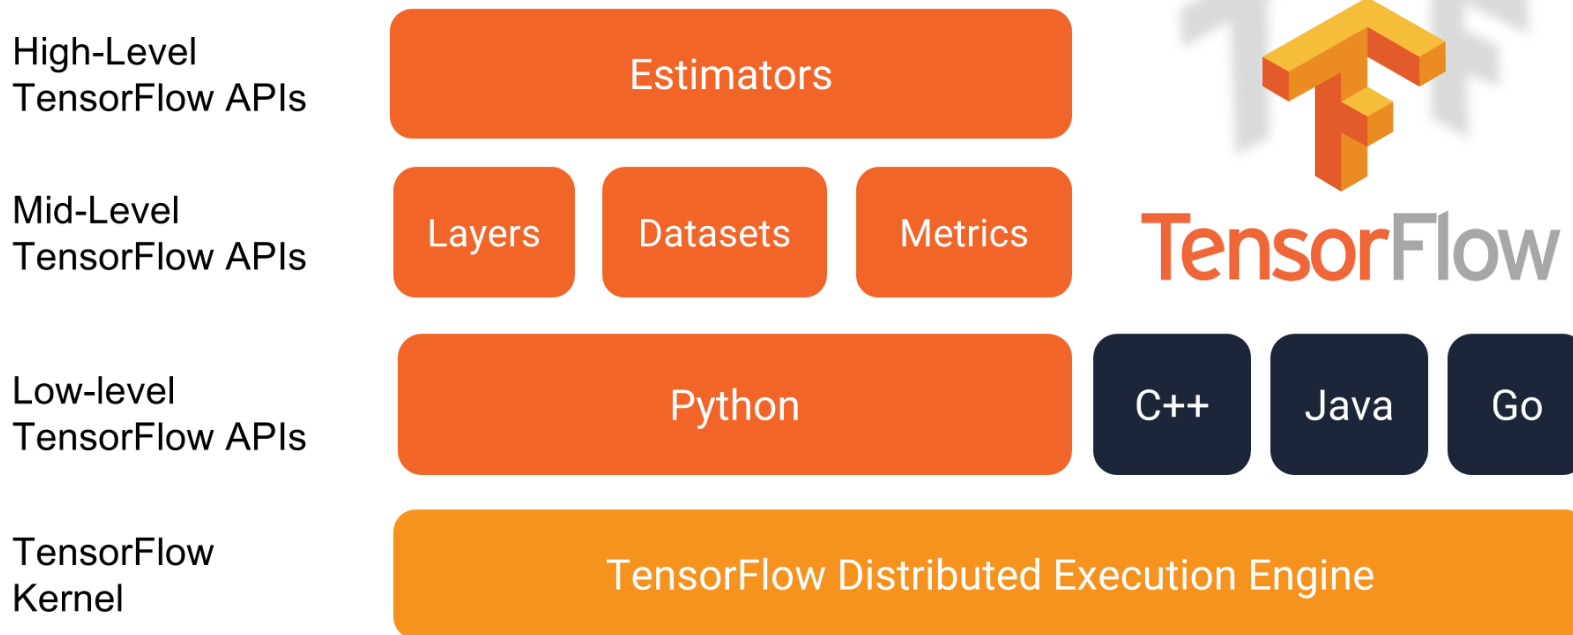 High-Level
TensorFlow APIs
Estimators
Mid-Level
TensorFlow APIs
Layers
Datasets
Metrics
TensorFlow
Low-level
TensorFlow APIs
Python
C++
Java
Go
TensorFlow
Kernel
TensorFlow Distributed Execution Engine